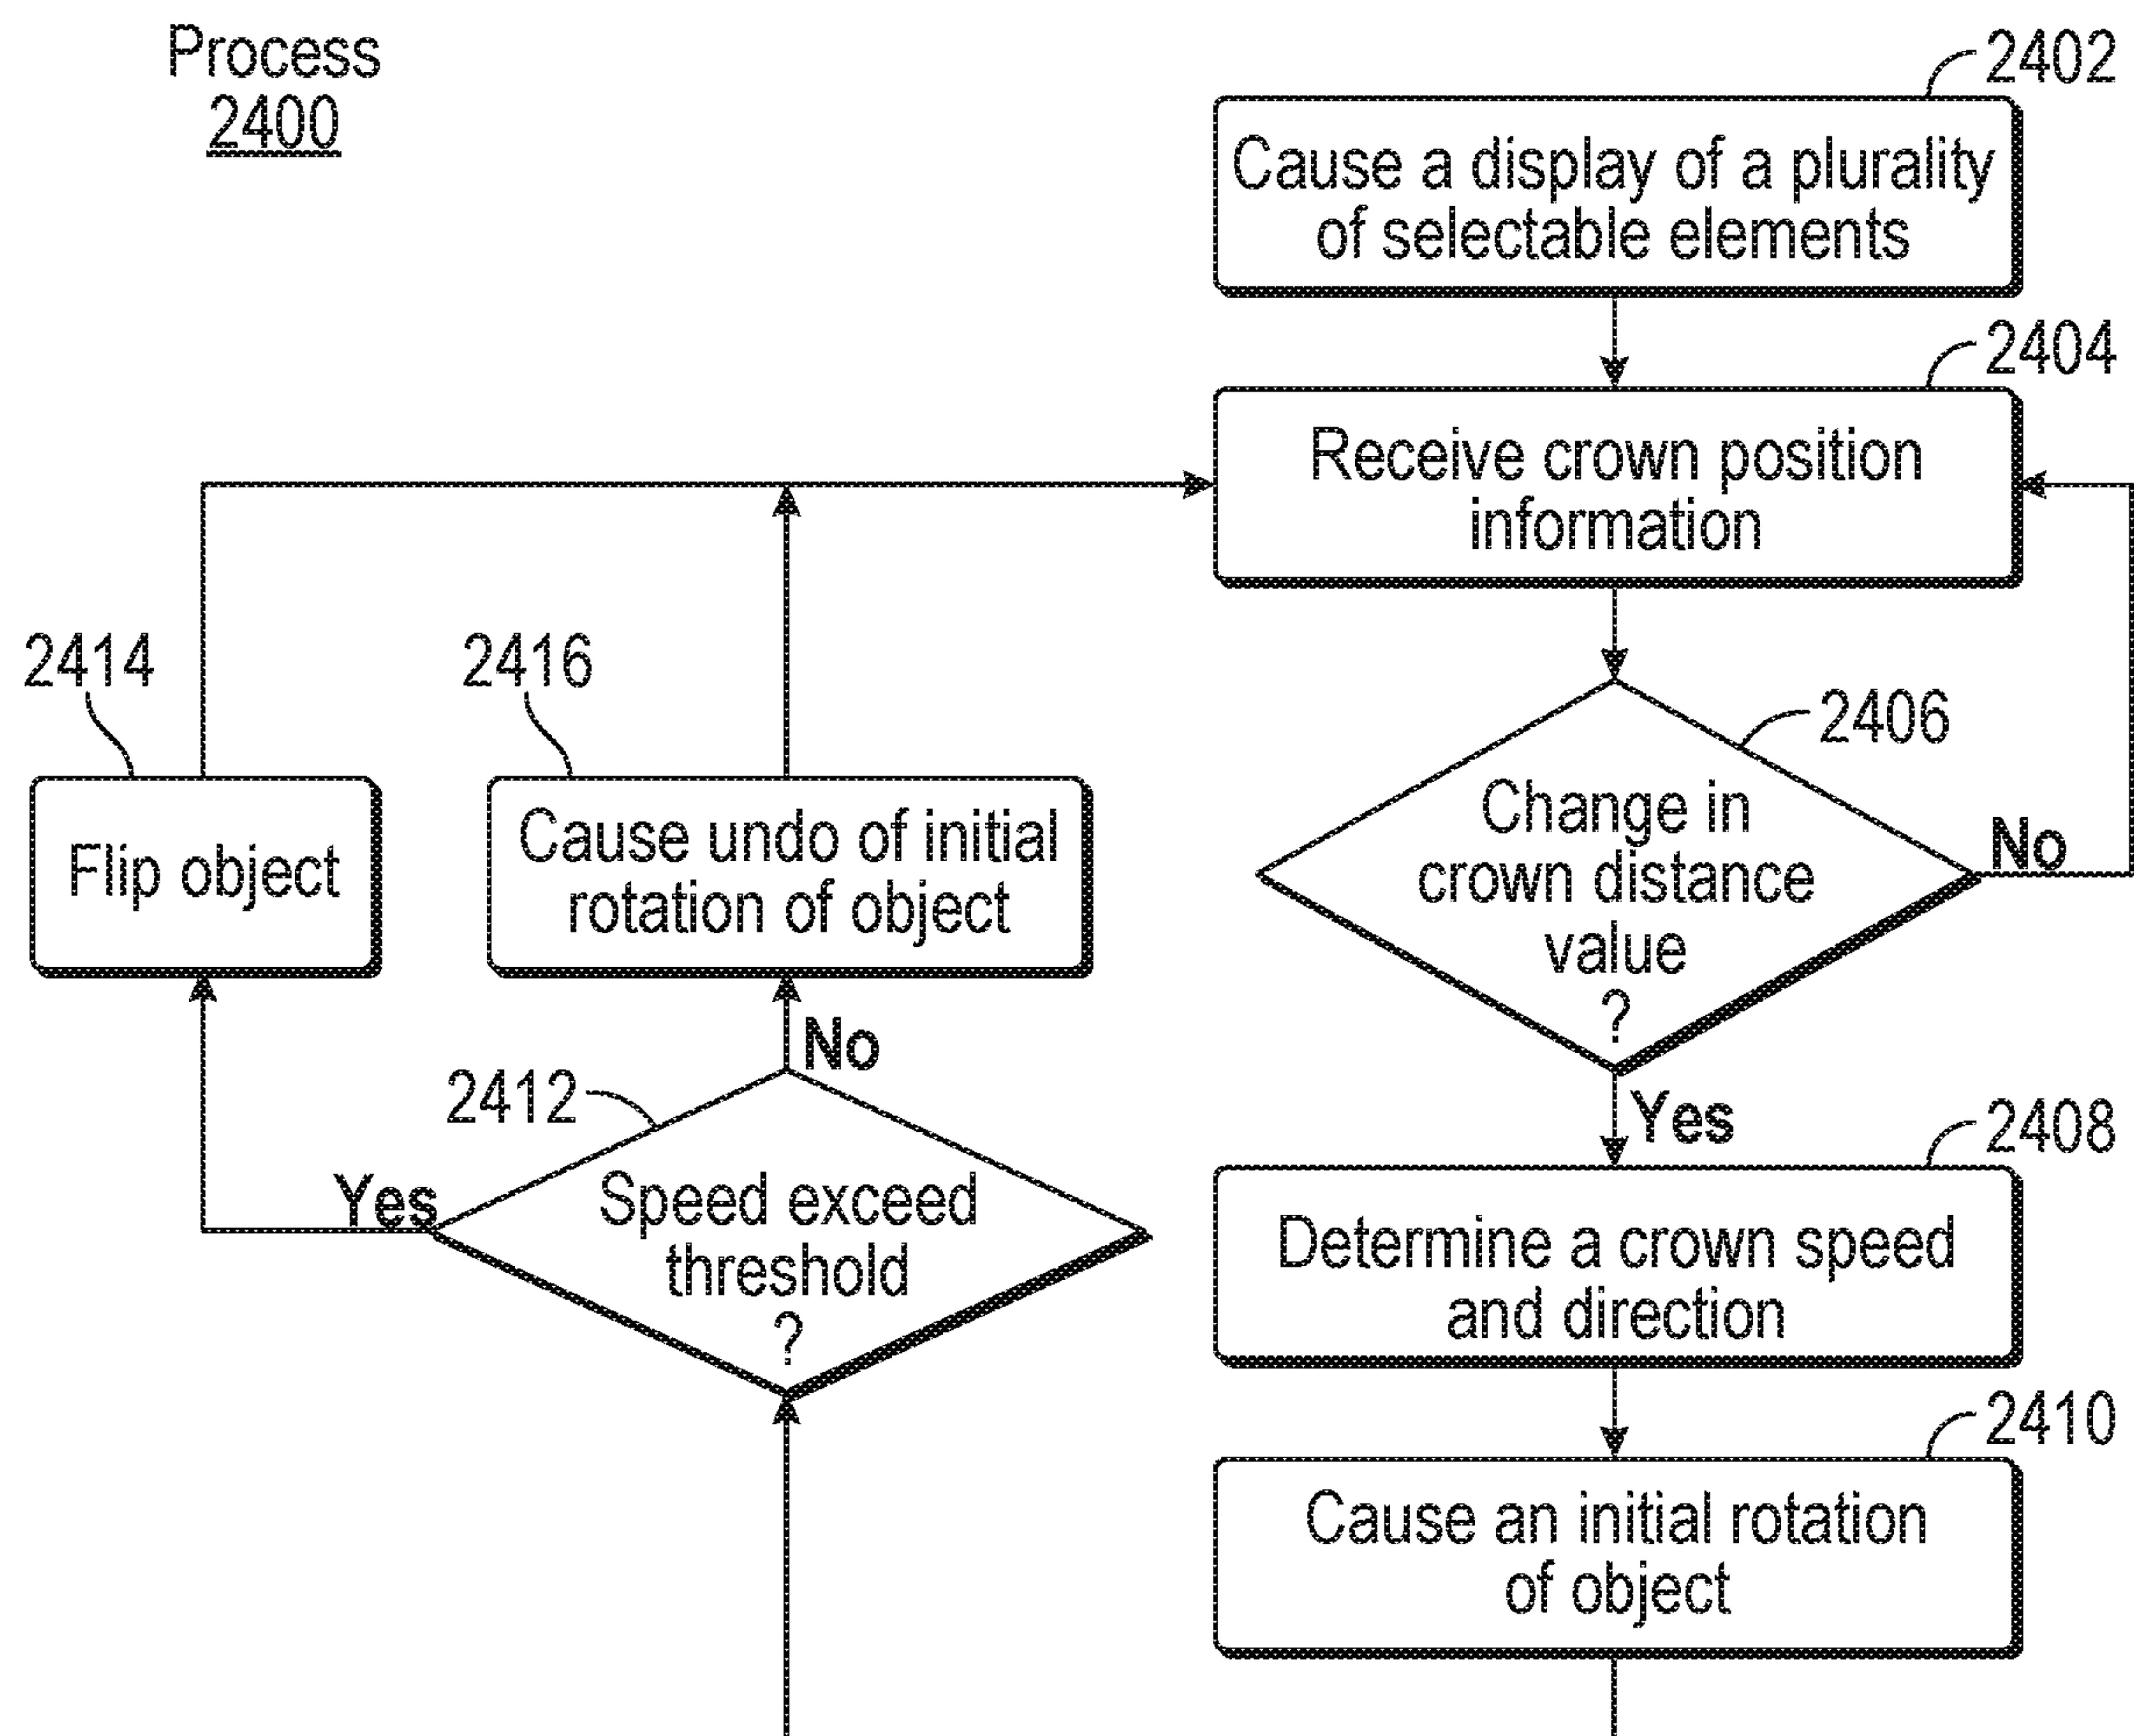 Process
2400
2402
Cause a display of a plurality
of selectable elements
2404
Receive crown position
information
2406
Change in
crown distance
value
?
No
Yes
2408
Determine a crown speed
and direction
2410
Cause an initial rotation
of object
2412
Speed exceed
threshold
?
Yes
No
2414
Flip object
2416
Cause undo of initial
rotation of object